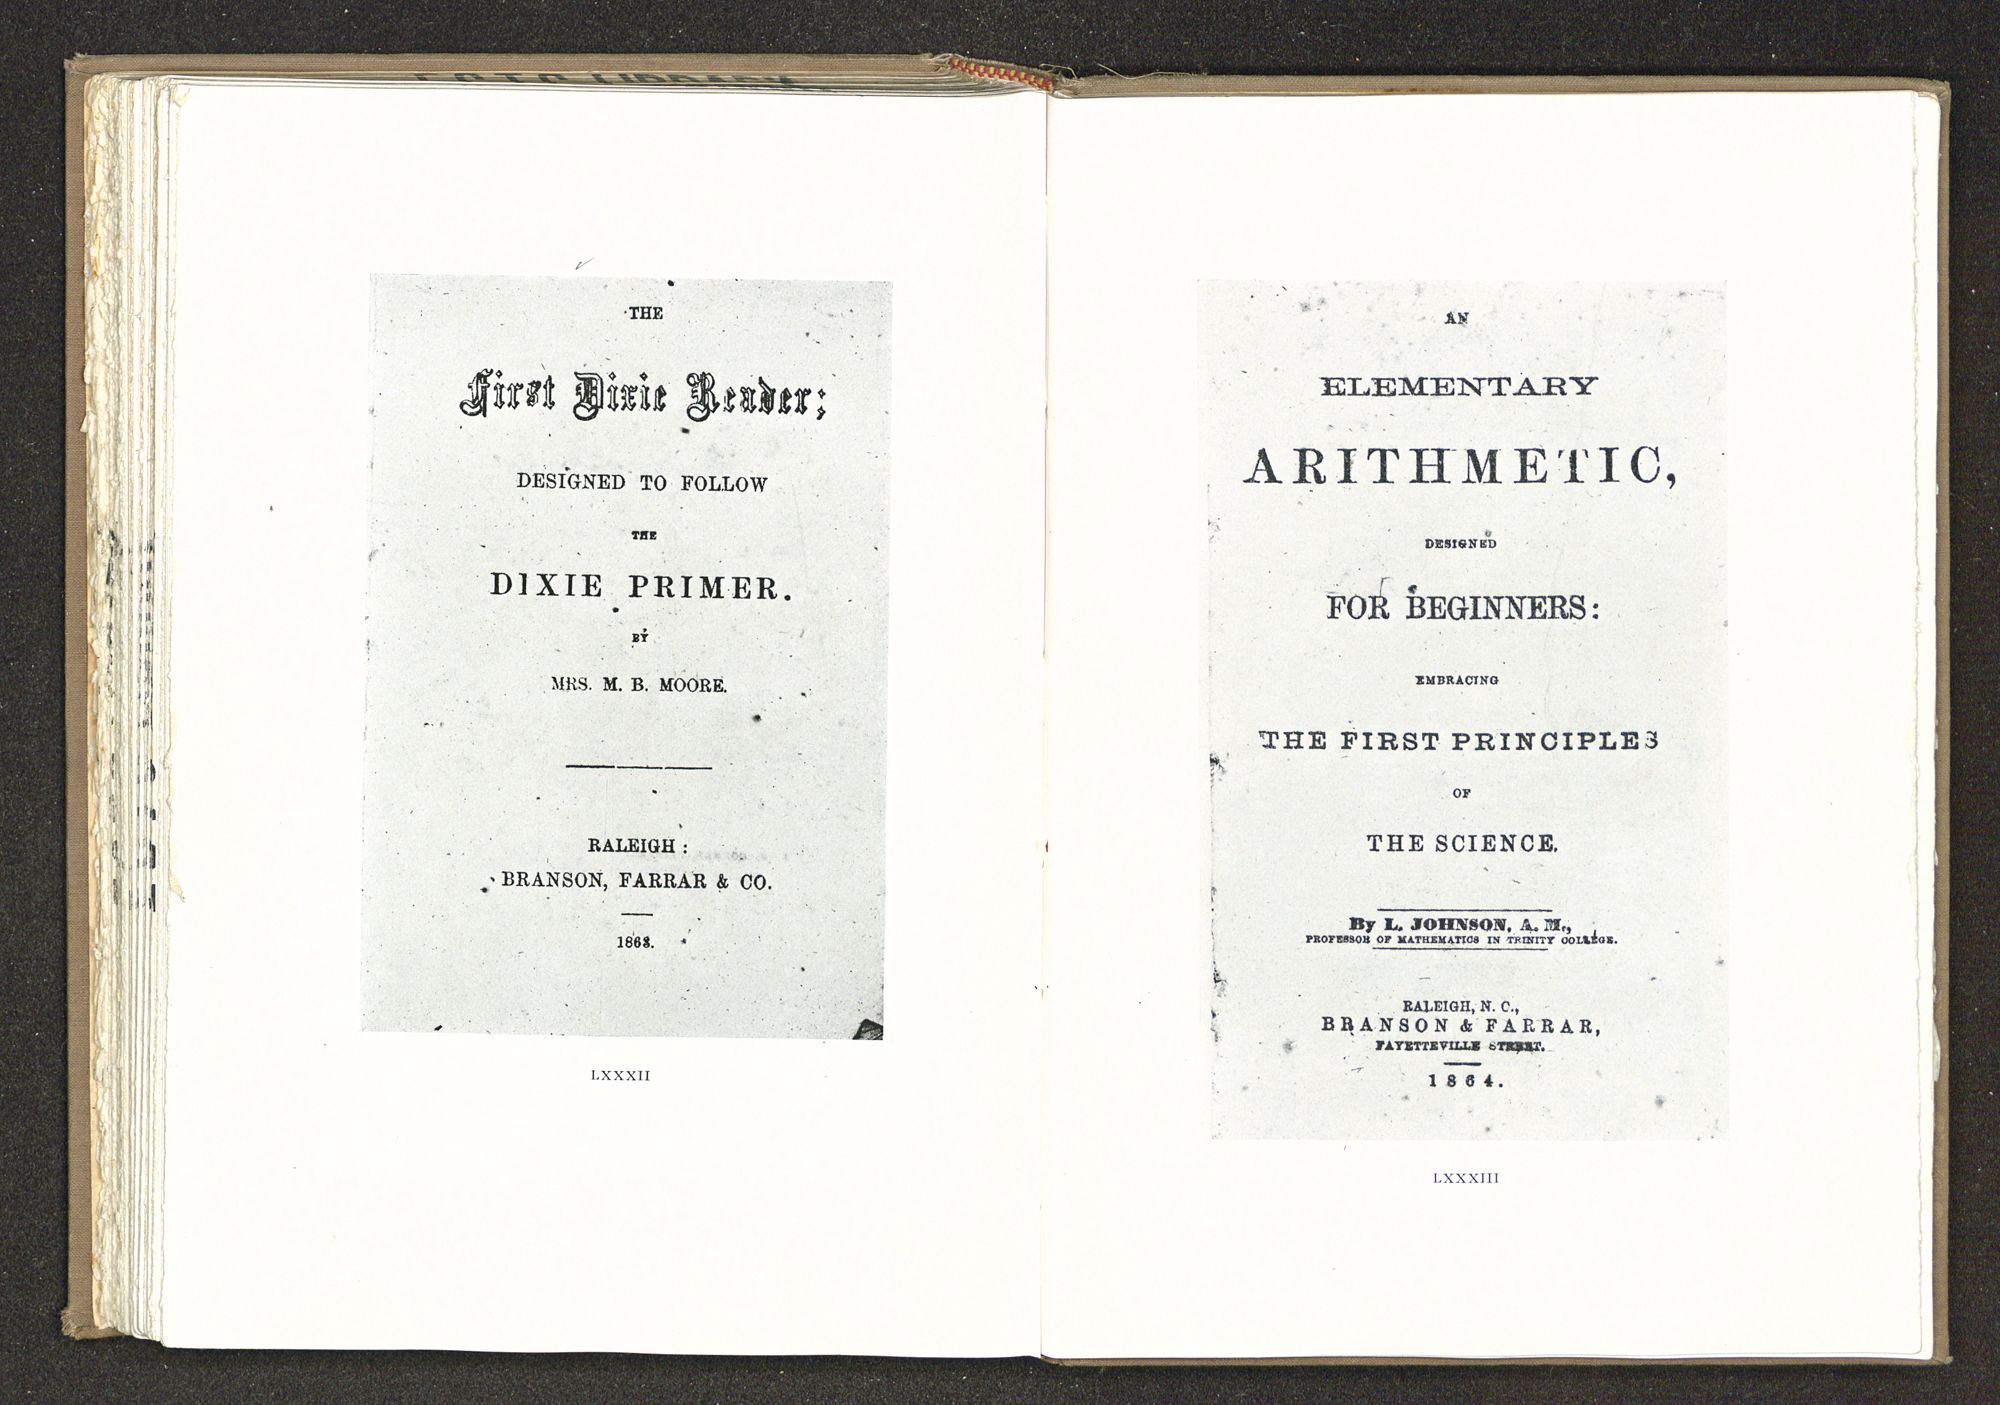 THE
First Dixie Reader;
DESIGNED TO FOLLOW
THE
DIXIE PRIMER.
BY
MRS. M. B. MOORE.
RALEIGH:
BRANSON, FARRAR & CO.
1863.
LXXXII
AN
ELEMENTARY
ARITHMETIC,
DESIGNED
FOR BEGINNERS:
EMBRACING
THE FIRST PRINCIPLES
OF
THE SCIENCE.
By L. JOHNSON, A. M.,
PROFESSOR OF MATHEMATICS IN TRINITY COLLEGE.
RALEIGH, N. C.,
BRANSON & FARRAR,
FAYETTEVILLE STREET.
1864.
LXXXIII